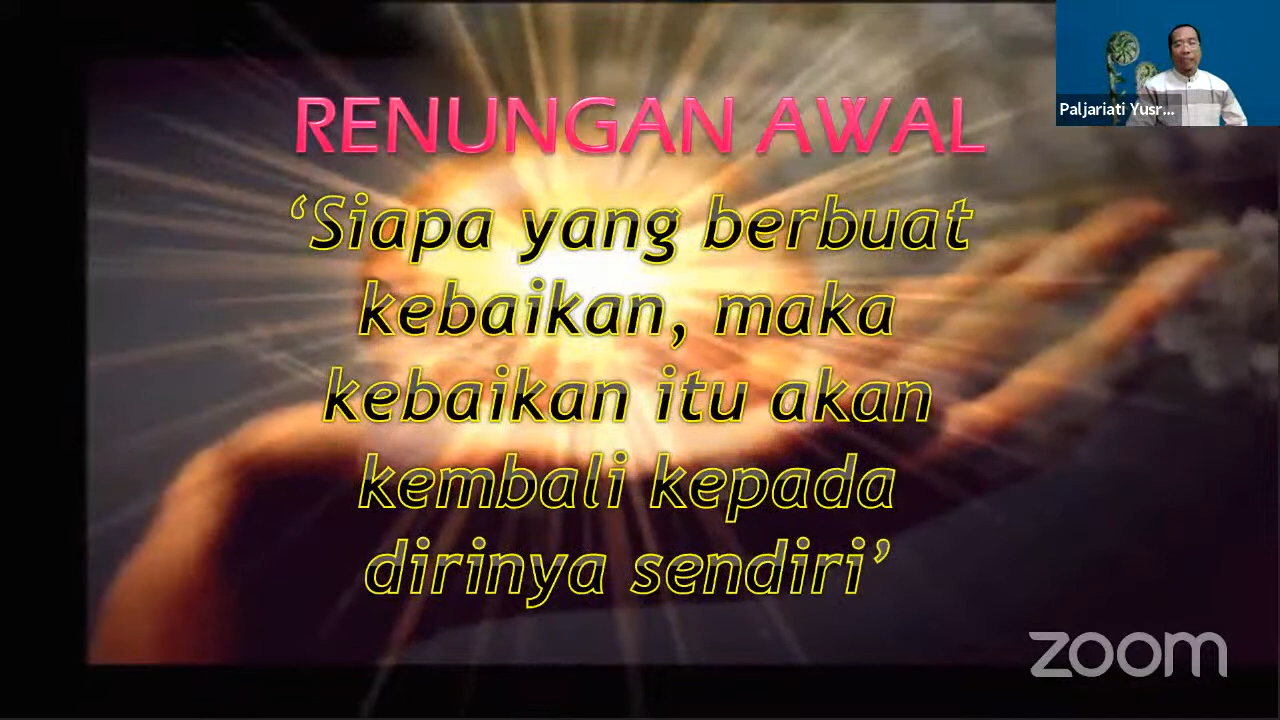 RENUNGAN AWAL
Paljariati Yusr...
‘Siapa yang berbuat
kebaikan, maka
kebaikan itu akan
kembali kepada
dirinya sendiri’
zoom